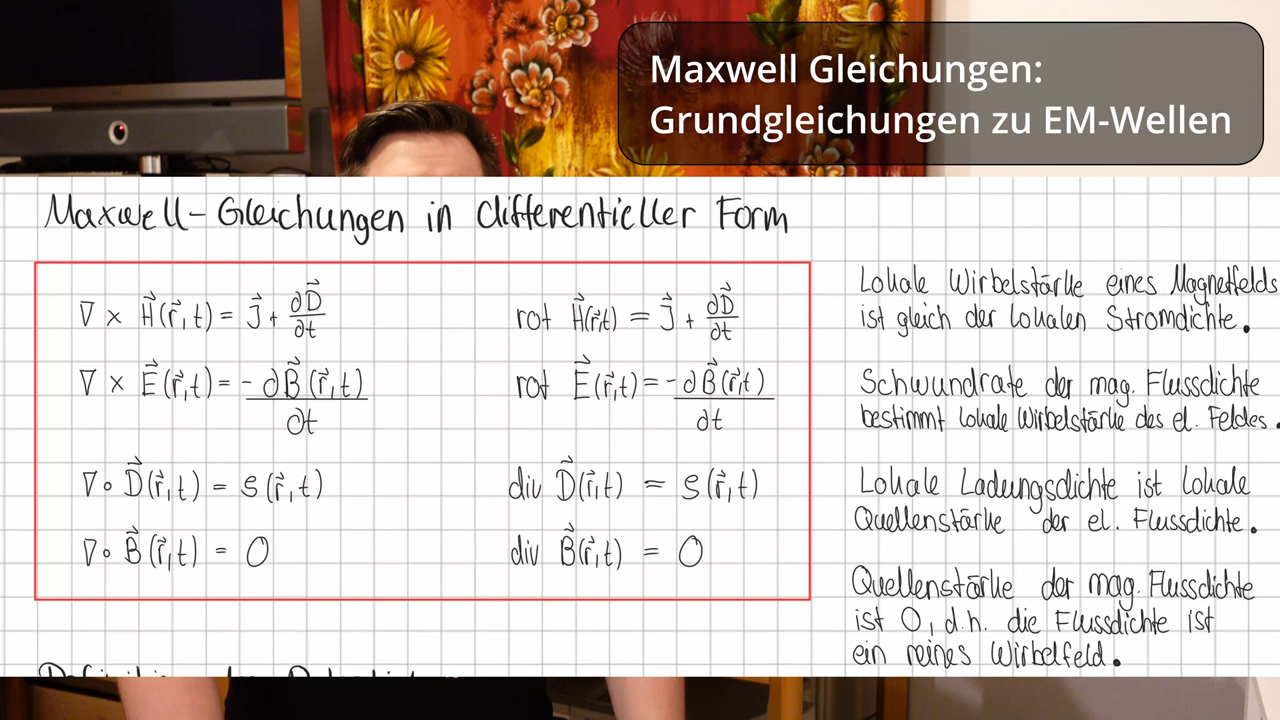 Maxwell Gleichungen:
Grundgleichungen zu EM-Wellen
Maxwell-Gleichungen in differentieller Form
∇ × H⃗(r⃗,t) = J⃗ + ∂D⃗/∂t
rot H⃗(r⃗,t) = J⃗ + ∂D⃗/∂t
Lokale Wirbelstärke eines Magnetfelds
ist gleich der lokalen Stromdichte.
∇ × E⃗(r⃗,t) = - ∂B⃗(r⃗,t)/∂t
rot E⃗(r⃗,t) = - ∂B⃗(r⃗,t)/∂t
Schwundrate der mag. Flussdichte
bestimmt lokale Wirbelstärke des el. Feldes.
∇∘ D⃗(r⃗,t) = ρ(r⃗,t)
div D⃗(r⃗,t) = ρ(r⃗,t)
Lokale Ladungsdichte ist lokale
Quellenstärke der el. Flussdichte.
∇∘ B⃗(r⃗,t) = 0
div B⃗(r⃗,t) = 0
Quellenstärke der mag. Flussdichte
ist 0, d.h. die Flussdichte ist
ein reines Wirbelfeld.